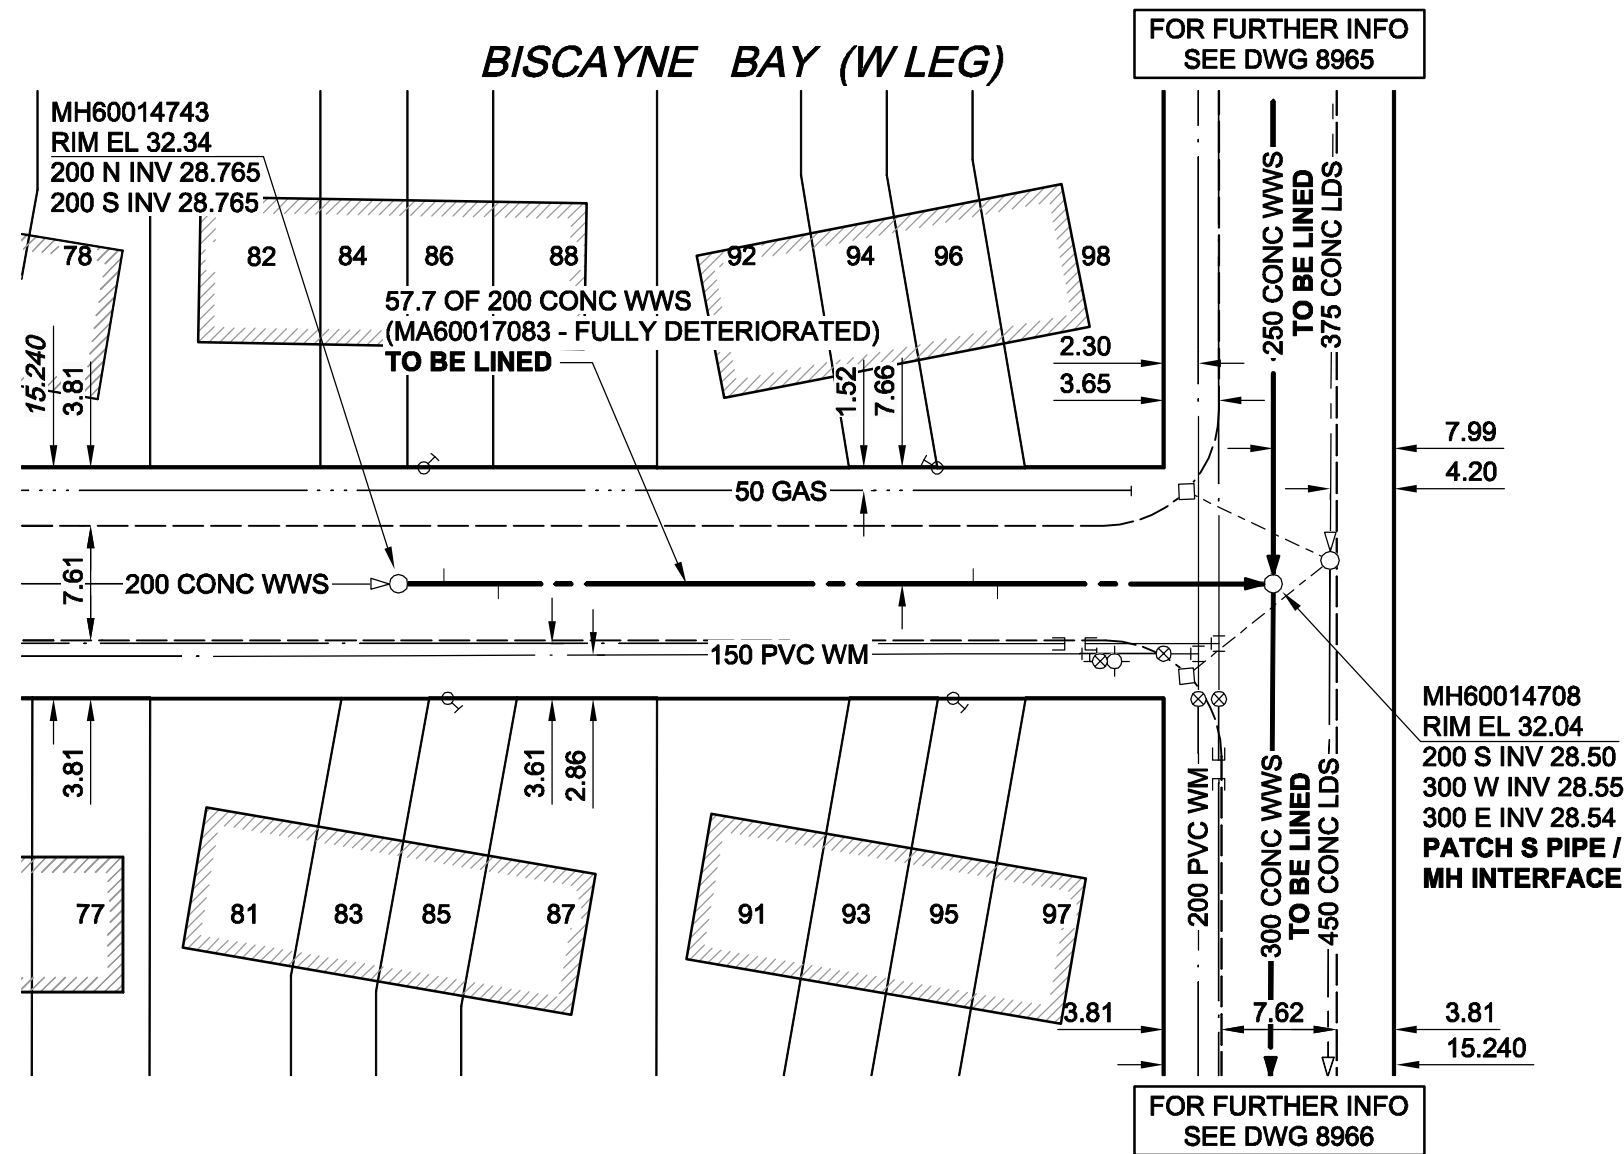 FOR FURTHER INFO
SEE DWG 8965
BISCAYNE BAY (W LEG)
MH60014743
RIM EL 32.34
200 N INV 28.765
200 S INV 28.765
78
82
84
86
88
92
94
96
98
57.7 OF 200 CONC WWS
(MA60017083 - FULLY DETERIORATED)
TO BE LINED
250 CONC WWS
TO BE LINED
375 CONC LDS
15.240
3.81
1.52
7.66
2.30
3.65
7.99
4.20
50 GAS
7.61
200 CONC WWS
150 PVC WM
3.81
3.61
2.86
MH60014708
RIM EL 32.04
200 S INV 28.50
300 W INV 28.55
300 E INV 28.54
PATCH S PIPE /
MH INTERFACE
200 PVC WM
300 CONC WWS
TO BE LINED
450 CONC LDS
77
81
83
85
87
91
93
95
97
3.81
7.62
3.81
15.240
FOR FURTHER INFO
SEE DWG 8966